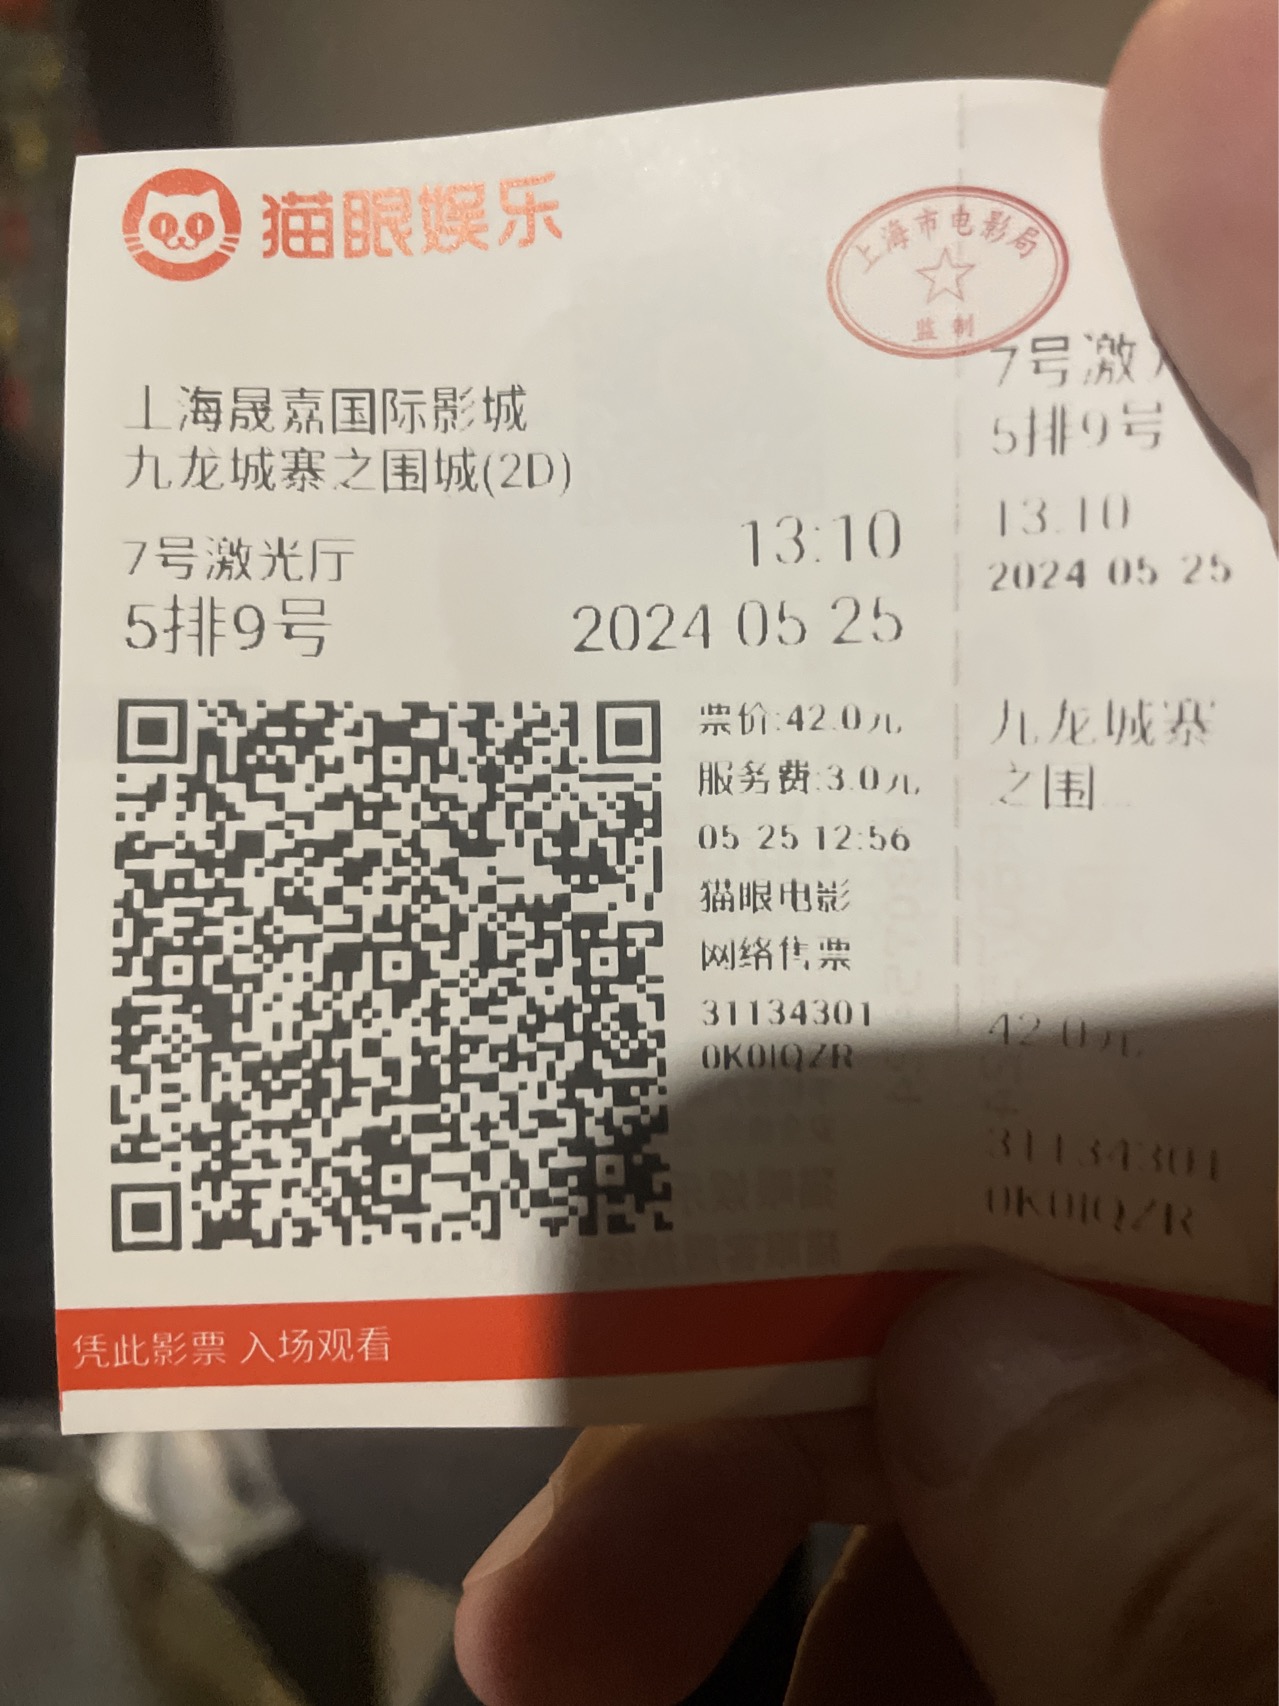 猫眼娱乐
上海市电影局
监制
上海晟嘉国际影城
九龙城寨之围城(2D)
7号激光厅
13:10
5排9号
2024 05 25
票价:42.0元
服务费:3.0元
05 25 12:56
猫眼电影
网络售票
31134301
0K0IQZR
凭此影票 入场观看
7号激
5排9号
13:10
2024 05 25
九龙城寨
之围...
42.0元
31134301
0K0IQZR